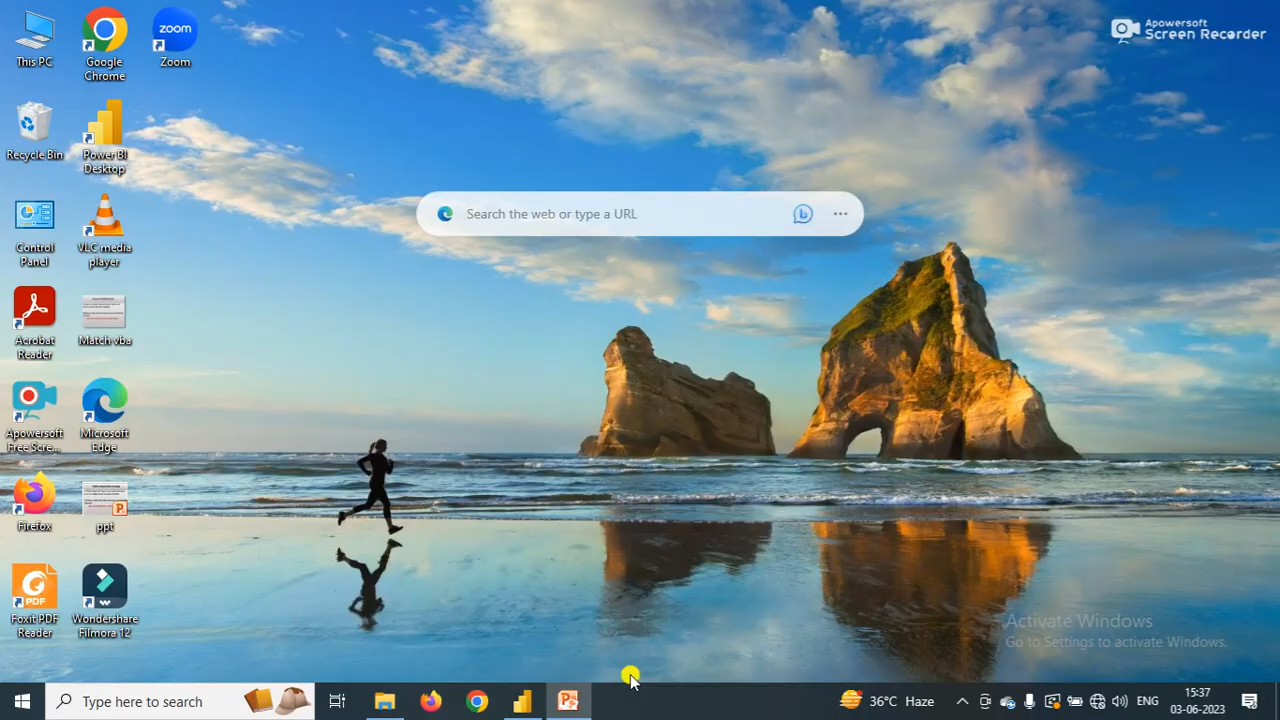 This PC
Google
Chrome
Zoom
zoom
Apowersoft
Screen Recorder
Recycle Bin
Power BI
Desktop
Search the web or type a URL
Control
Panel
VLC media
player
Acrobat
Reader
Match vba
Apowersoft
Free Scre...
Microsoft
Edge
Firefox
ppt
PDF
Foxit PDF
Reader
Wondershare
Filmora 12
Activate Windows
Go to Settings to activate Windows.
Type here to search
36°C Haze
ENG
15:37
03-06-2023